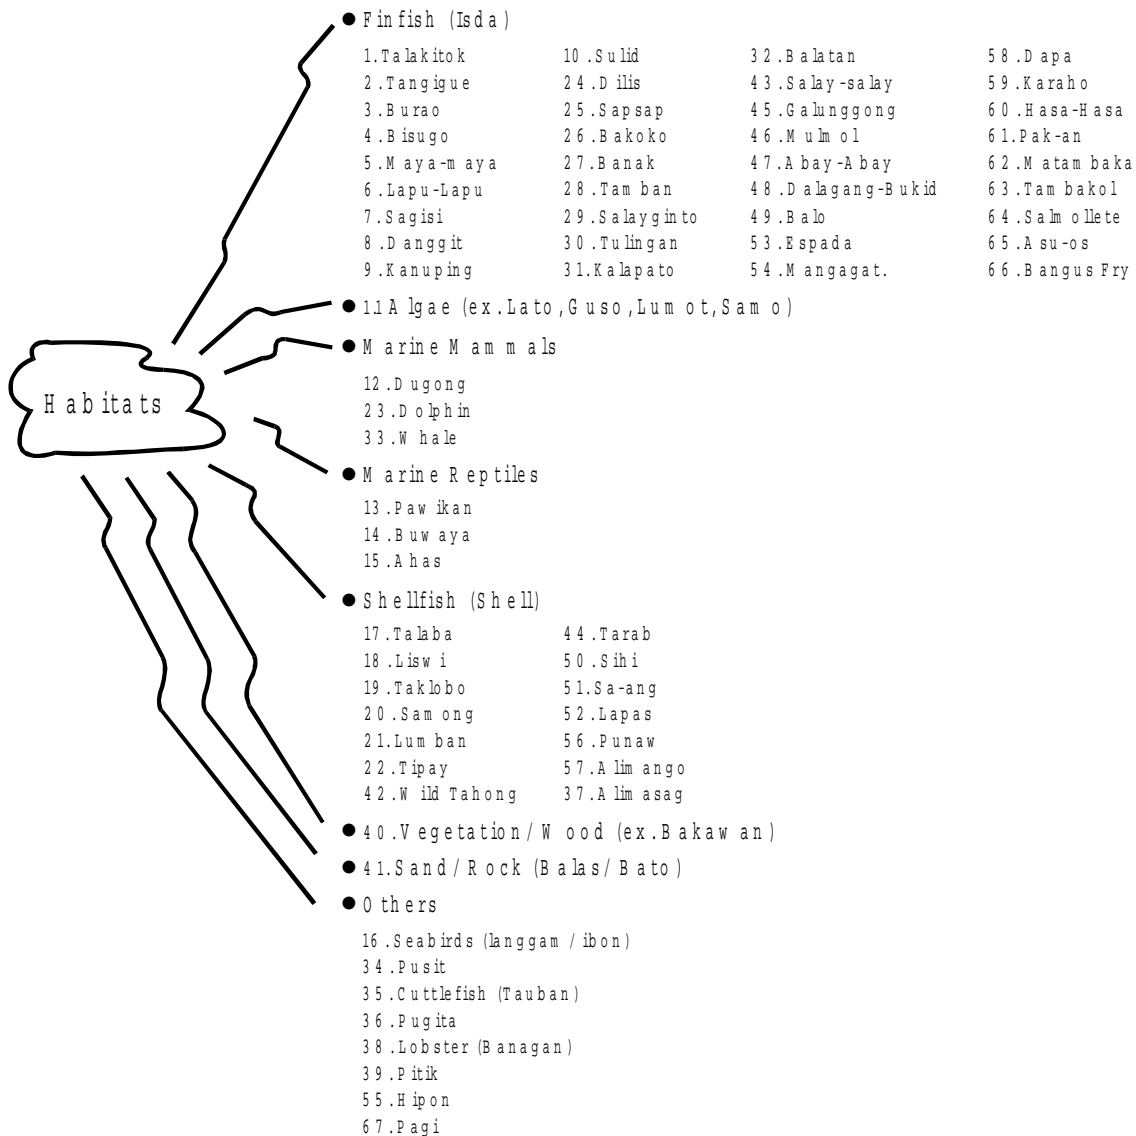 Habitats
● Finfish (Isda)
1.Talakitok 10.Sulid 32.Balatan 58.Dapa
2.Tangigue 24.Dilis 43.Salay-salay 59.Karaho
3.Burao 25.Sapsap 45.Galunggong 60.Hasa-Hasa
4.Bisugo 26.Bakoko 46.Mulmol 61.Pak-an
5.Maya-maya 27.Banak 47.Abay-Abay 62.Matambaka
6.Lapu-Lapu 28.Tamban 48.Dalagang-Bukid 63.Tambakol
7.Sagisi 29.Salayginto 49.Balo 64.Salmollete
8.Danggit 30.Tulingan 53.Espada 65.Asu-os
9.Kanuping 31.Kalapato 54.Mangagat. 66.Bangus Fry
● 11.Algae (ex.Lato,Guso,Lumot,Samo)
● Marine Mammals
12.Dugong
23.Dolphin
33.Whale
● Marine Reptiles
13.Pawikan
14.Buwaya
15.Ahas
● Shellfish (Shell)
17.Talaba 44.Tarab
18.Liswi 50.Sihi
19.Taklobo 51.Sa-ang
20.Samong 52.Lapas
21.Lumban 56.Punaw
22.Tipay 57.Alimango
42.Wild Tahong 37.Alimasag
● 40.Vegetation/Wood (ex.Bakawan)
● 41.Sand/Rock (Balas/Bato)
● Others
16.Seabirds (langgam/ibon)
34.Pusit
35.Cuttlefish (Tauban)
36.Pugita
38.Lobster (Banagan)
39.Pitik
55.Hipon
67.Pagi